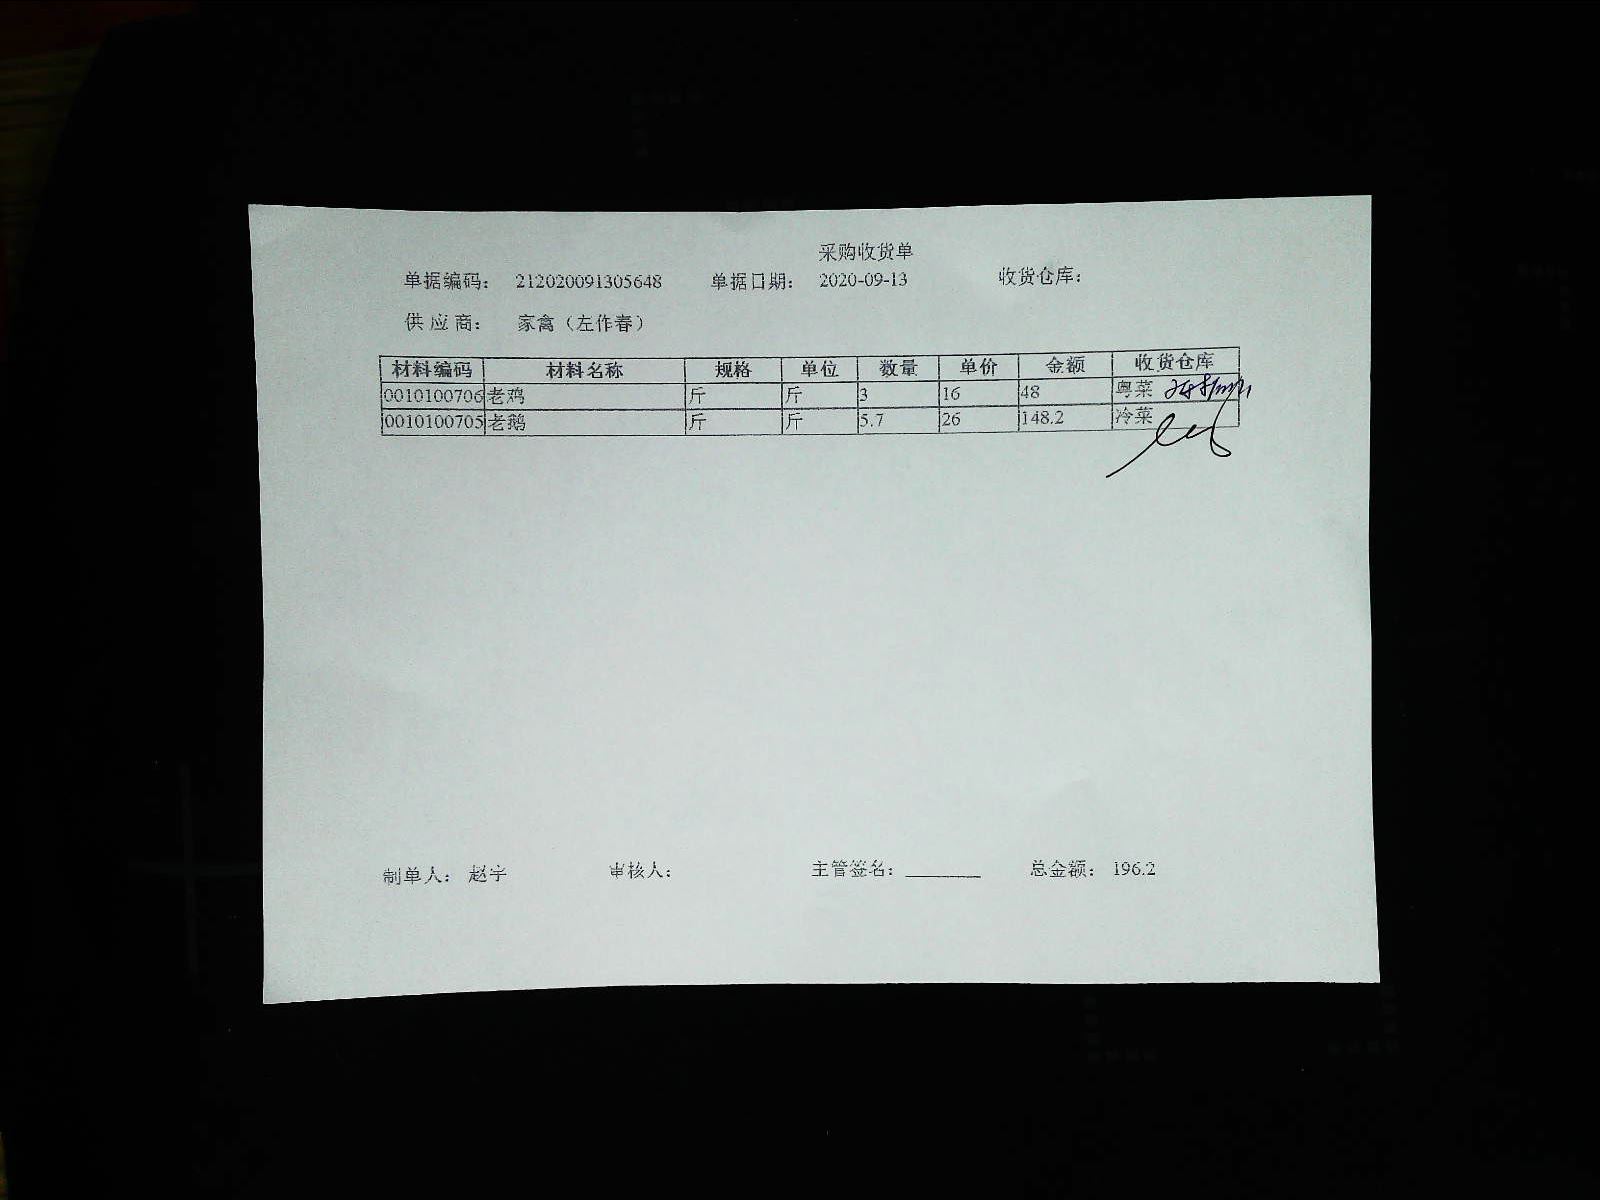 采购收货单
单据编码: 212020091305648 单据日期: 2020-09-13 收货仓库:
供应商: 家禽（左作春）
材料编码 材料名称 规格 单位 数量 单价 金额 收货仓库
0010100706 老鸡 斤 斤 3 16 48 粤菜
0010100705 老鹅 斤 斤 5.7 26 148.2 冷菜
制单人: 赵宇 审核人: 主管签名: 总金额: 196.2